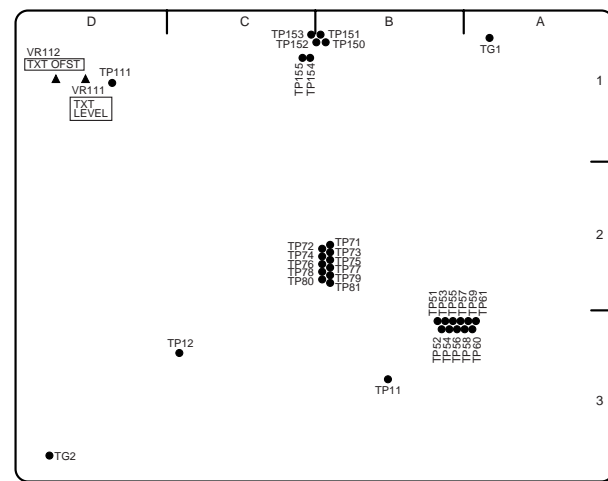 D C B A
VR112
TXT OFST
TP111
VR111
TXT
LEVEL
TP153
TP151
TP152
TP150
TP155
TP154
TG1
1
2
TP72
TP71
TP74
TP73
TP76
TP75
TP78
TP77
TP80
TP79
TP81
TP51
TP53
TP55
TP57
TP59
TP61
TP52
TP54
TP56
TP58
TP60
TP12
TP11
3
TG2